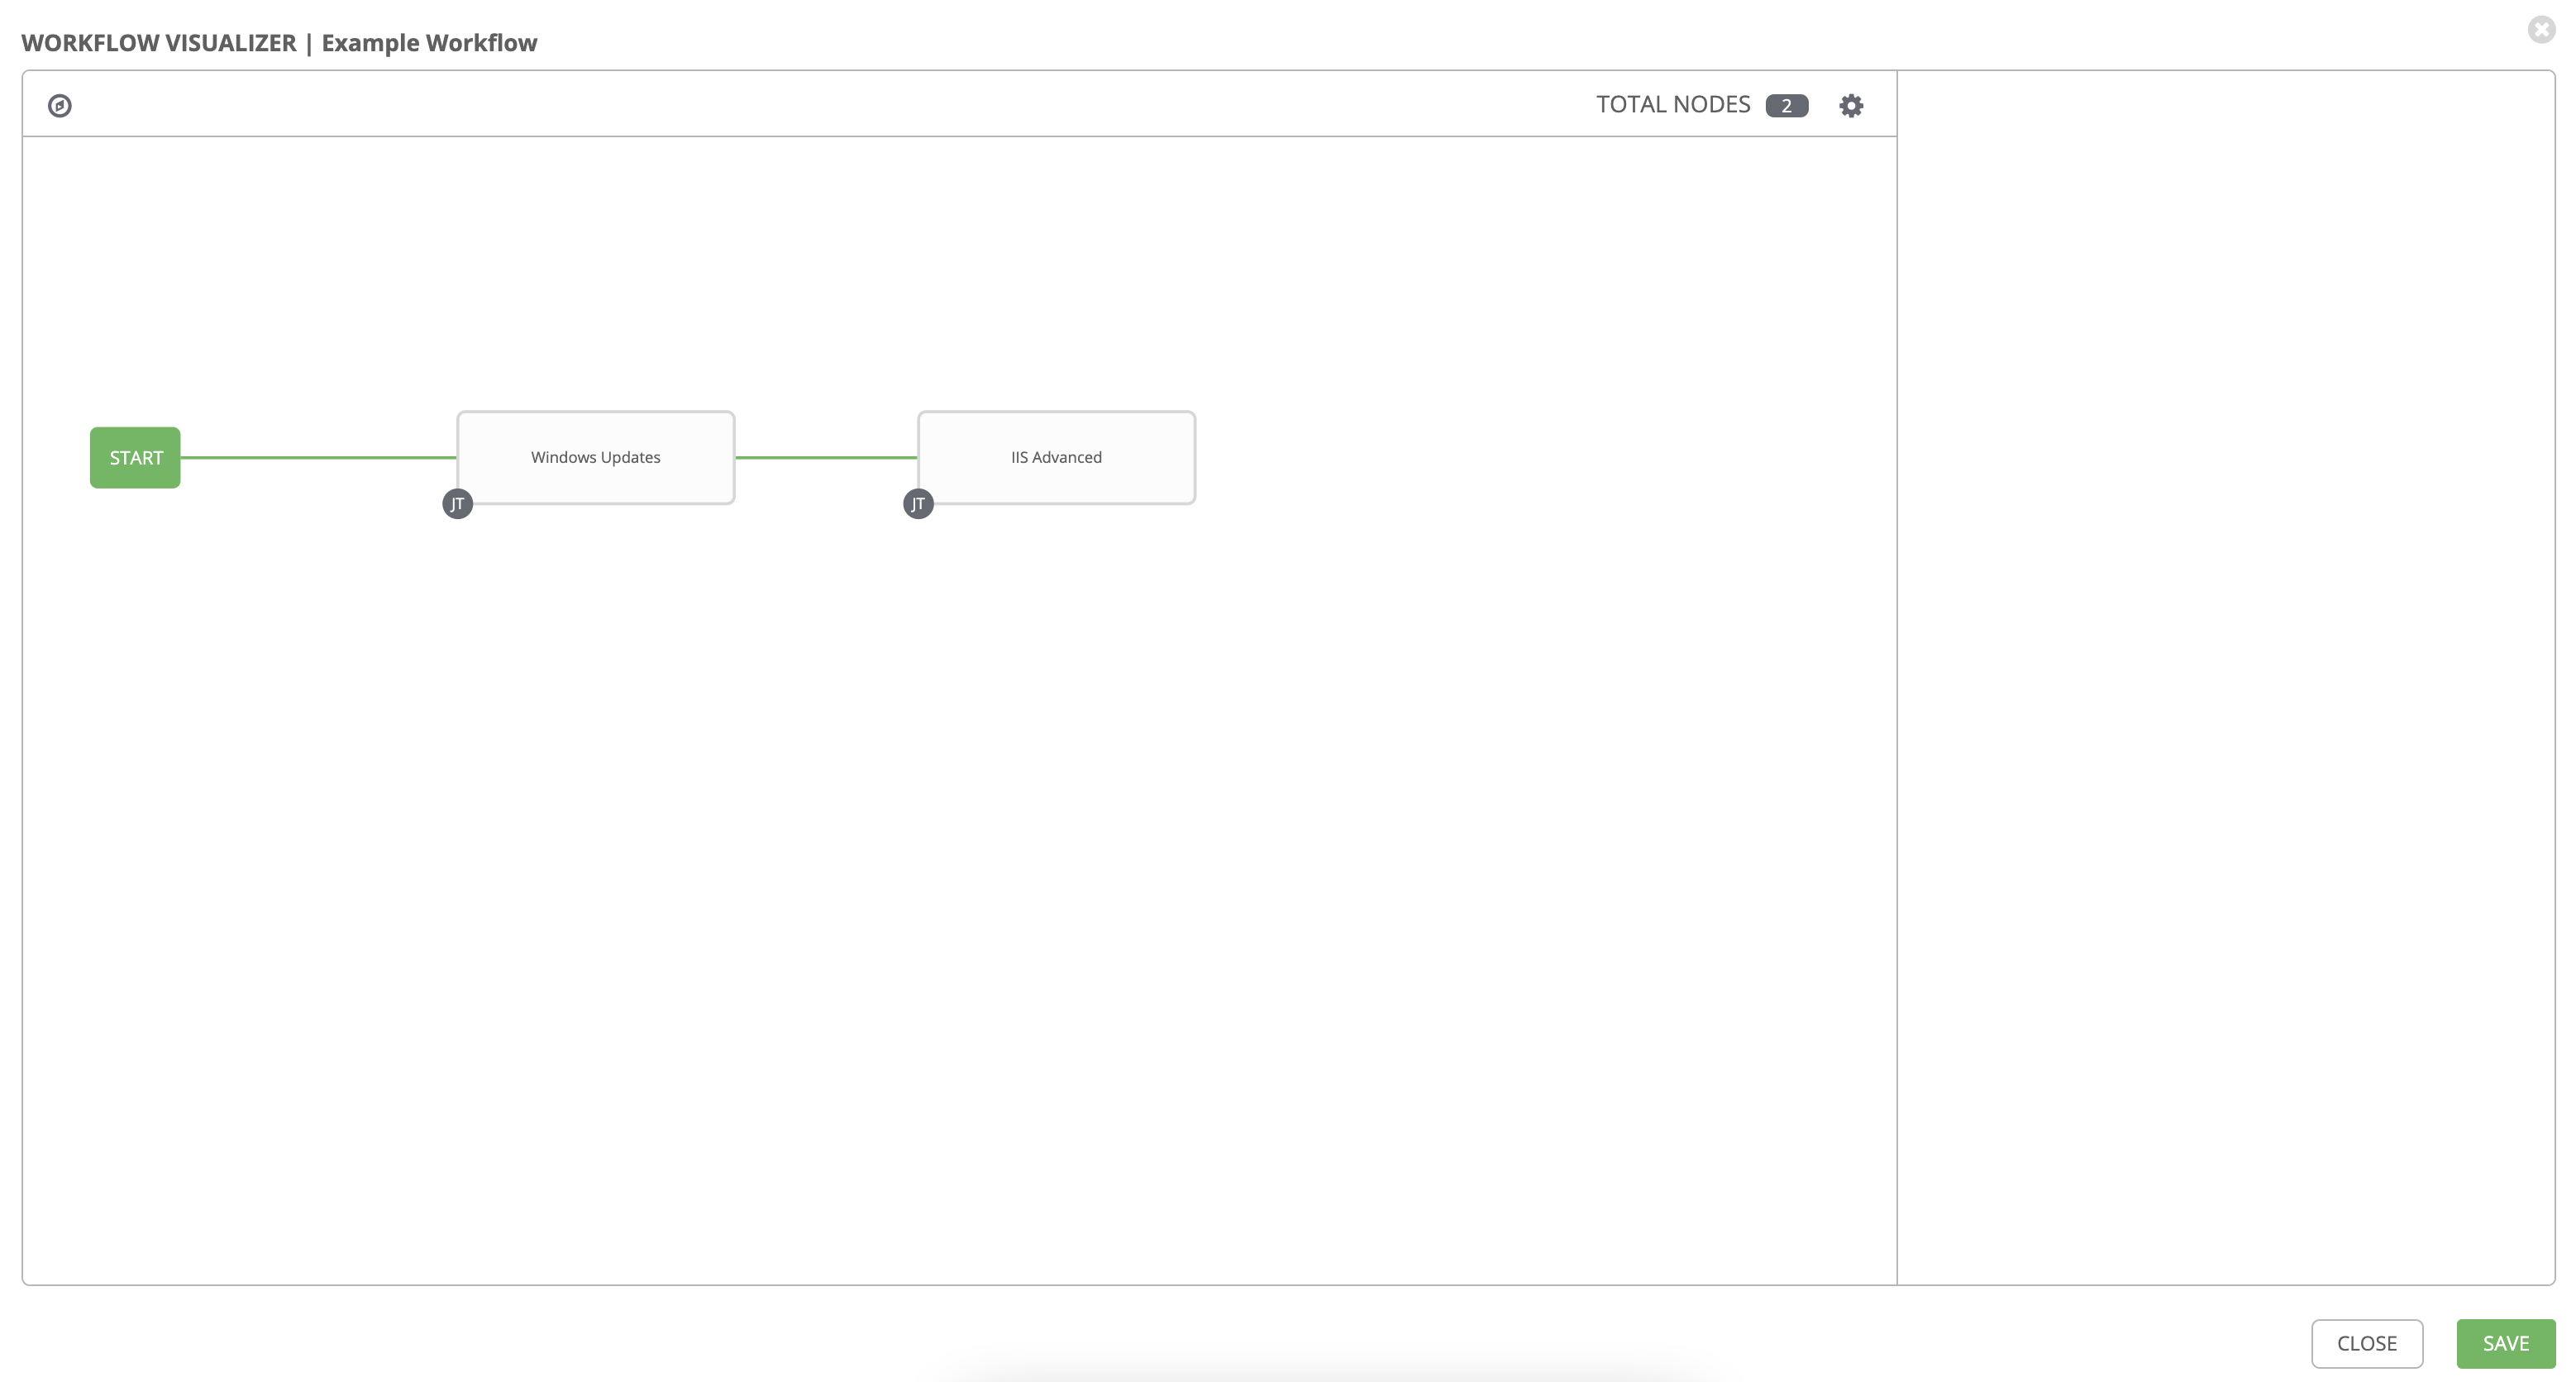 WORKFLOW VISUALIZER | Example Workflow
TOTAL NODES 2
START
Windows Updates
IIS Advanced
JT
JT
CLOSE
SAVE